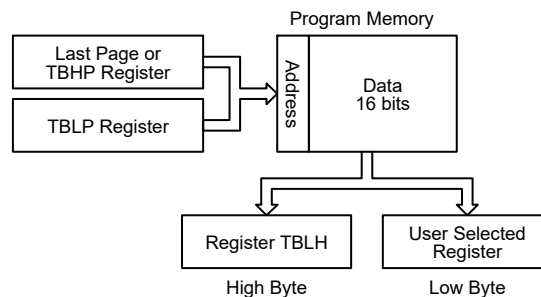 Program Memory
Last Page or
TBHP Register
TBLP Register
Address
Data
16 bits
Register TBLH
User Selected
Register
High Byte
Low Byte